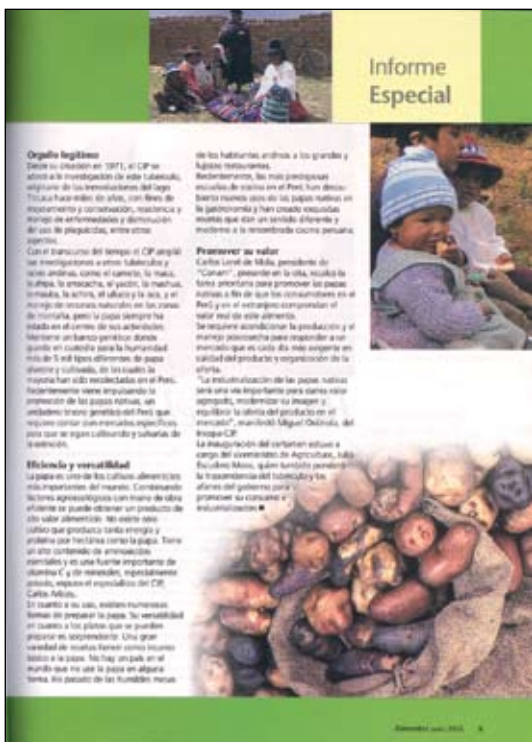 Informe
Especial
Orgullo legítimo
Desde su creación en 1971, el CIP se
abocó a la investigación de este tubérculo,
originario de las inmediaciones del lago
Titicaca hace miles de años, con fines de
mejoramiento y conservación, resistencia y
manejo de enfermedades y disminución
de uso de plaguicidas, entre otros
aspectos.
Con el transcurso del tiempo el CIP amplió
sus investigaciones a otros tubérculos y
raíces andinas, como el camote, la maca,
la arracacha, el yacón, la mashua,
la mauka, la achira, el ulluco y la oca, y el
manejo de recursos naturales en las zonas
de montaña, pero la papa siempre ha
estado en el centro de sus actividades.
Mantiene un banco genético donde
guarda en custodia para la humanidad
más de 5 mil tipos diferentes de papa
silvestre y cultivada, de los cuales la
mayoría han sido recolectadas en el Perú.
Recientemente viene impulsando la
promoción de las papas nativas, un
verdadero tesoro genético del Perú que
requiere contar con mercados específicos
para que se sigan cultivando y salvarlas de
la extinción.
Eficiencia y versatilidad
La papa es uno de los cultivos alimenticios
más importantes del mundo. Combinando
factores agroecológicos con mano de obra
eficiente se puede obtener un producto de
alto valor alimenticio. No existe otro
cultivo que produzca tanta energía y
proteína por hectárea como la papa. Tiene
un alto contenido de aminoácidos
esenciales y es una fuente importante de
vitamina C y de minerales, especialmente
potasio, expuso el especialista del CIP,
Carlos
En cuanto a su uso, existen numerosas
formas de preparar la papa. Su versatilidad
en cuanto a los platos que se pueden
preparar es sorprendente. Una gran
variedad de recetas tienen como insumo
básico a la papa. No hay un país en el
mundo que no use la papa en alguna
forma. Ha pasado de las humildes mesas
de los habitantes andinos a los grandes y
lujosos restaurantes.
Recientemente, las más prestigiosas
escuelas de cocina en el Perú, han descu-
bierto nuevos usos de las papas nativas en
la gastronomía y han creado exquisitas
recetas que dan un sentido diferente y
moderno a la renombrada cocina peruana.
Promover su valor
Carlos Loret de Mola, presidente de
"Conam", presente en la cita, resaltó la
tarea prioritaria para promover las papas
nativas a fin de que los consumidores en el
Perú y en el extranjero comprendan el
valor real de este alimento.
Se requiere acondicionar la producción y el
manejo poscosecha para responder a un
mercado que es cada día más exigente en
calidad del producto y organización de la
oferta.
"La industrialización de las papas nativas
será una vía importante para darles valor
agregado, modernizar su imagen y
equilibrar la oferta del producto en el
mercado", manifestó Miguel Ordinola, del
Incopa-CIP.
La inauguración del certamen estuvo a
cargo del viceministro de Agricultura, Julio
Escudero Meza, quien también ponderó
la trascendencia del tubérculo y los
afanes del gobierno para
promover su consumo e
industrialización. ■